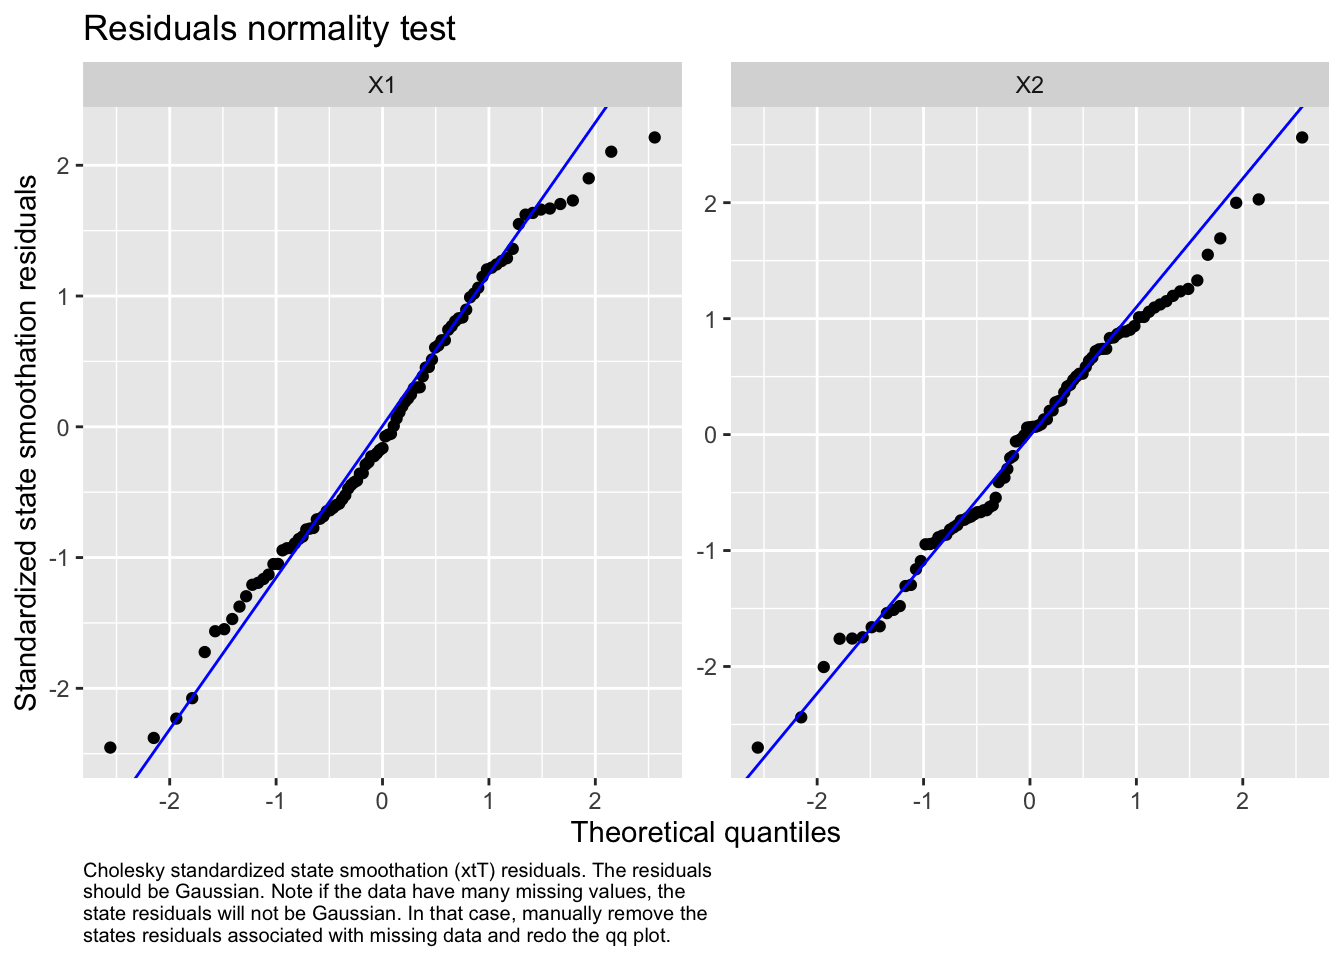 Residuals normality test
X1
X2
Standardized state smoothation residuals
2
1
0
-1
-2
2
1
0
-1
-2
-2
-1
0
1
2
-2
-1
0
1
2
Theoretical quantiles
Cholesky standardized state smoothation (xtT) residuals. The residuals
should be Gaussian. Note if the data have many missing values, the
state residuals will not be Gaussian. In that case, manually remove the
states residuals associated with missing data and redo the qq plot.